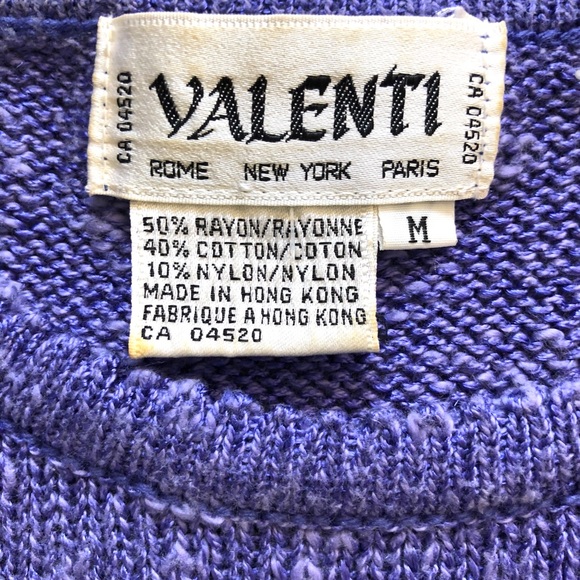 VALENTI
CA 04520
CA 04520
ROME NEW YORK PARIS
M
50% RAYON/RAYONNE
40% COTTON/COTON
10% NYLON/NYLON
MADE IN HONG KONG
FABRIQUE A HONG KONG
CA 04520